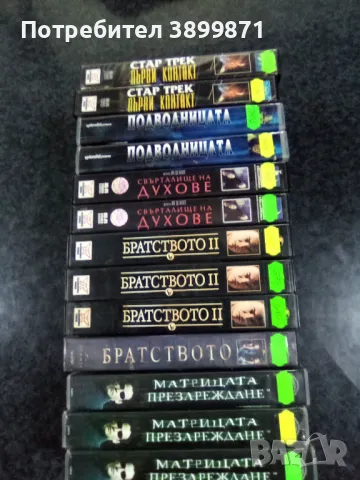 Потребител 3899871
СТАР ТРЕК
ПЪРВИ КОНТАКТ
СТАР ТРЕК
ПЪРВИ КОНТАКТ
ПОДВОДНИЦАТА
ПОДВОДНИЦАТА
СВЪРТАЛИЩЕ НА
ДУХОВЕ
СВЪРТАЛИЩЕ НА
ДУХОВЕ
БРАТСТВОТО II
БРАТСТВОТО II
БРАТСТВОТО II
БРАТСТВОТО
МАТРИЦАТА
ПРЕЗАРЕЖДАНЕ
МАТРИЦАТА
ПРЕЗАРЕЖДАНЕ
МАТРИЦАТА
ПРЕЗАРЕЖДАНЕ
Bazar